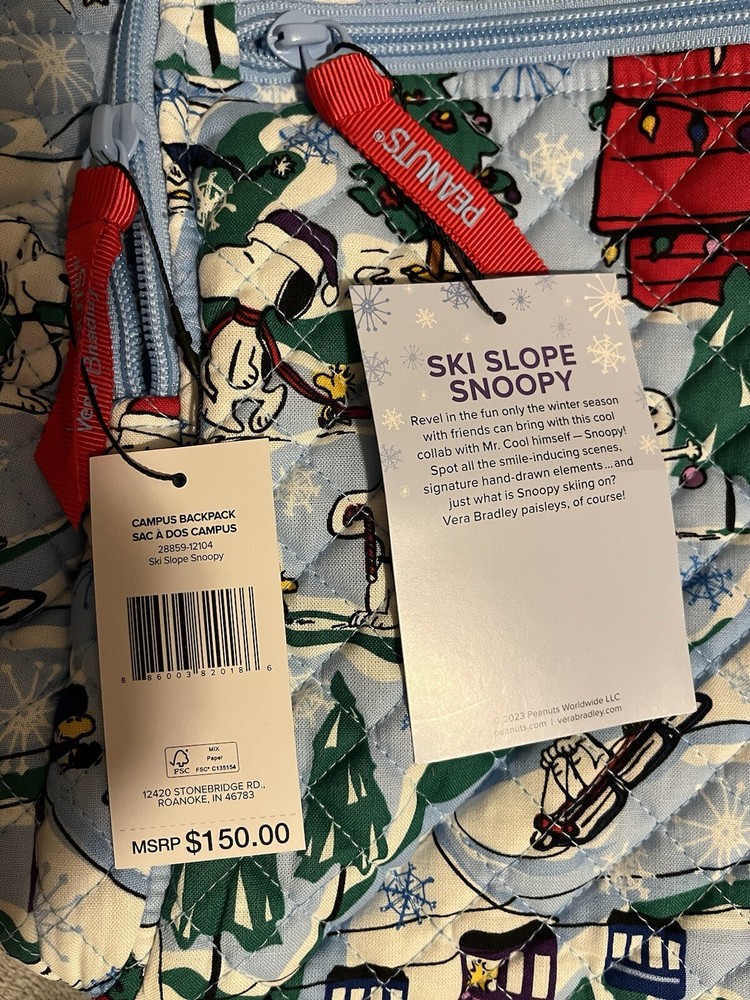 PEANUTS®
Vera Bradley
SKI SLOPE
SNOOPY
Revel in the fun only the winter season
with friends can bring with this cool
collab with Mr. Cool himself — Snoopy!
Spot all the smile-inducing scenes,
signature hand-drawn elements ... and
just what is Snoopy skiing on?
Vera Bradley paisleys, of course!
© 2023 Peanuts Worldwide LLC
peanuts.com | verabradley.com
CAMPUS BACKPACK
SAC À DOS CAMPUS
28859-12104
Ski Slope Snoopy
8 86003 82018 6
FSC
MIX
Paper
FSC® C135154
12420 STONEBRIDGE RD.,
ROANOKE, IN 46783
MSRP $150.00